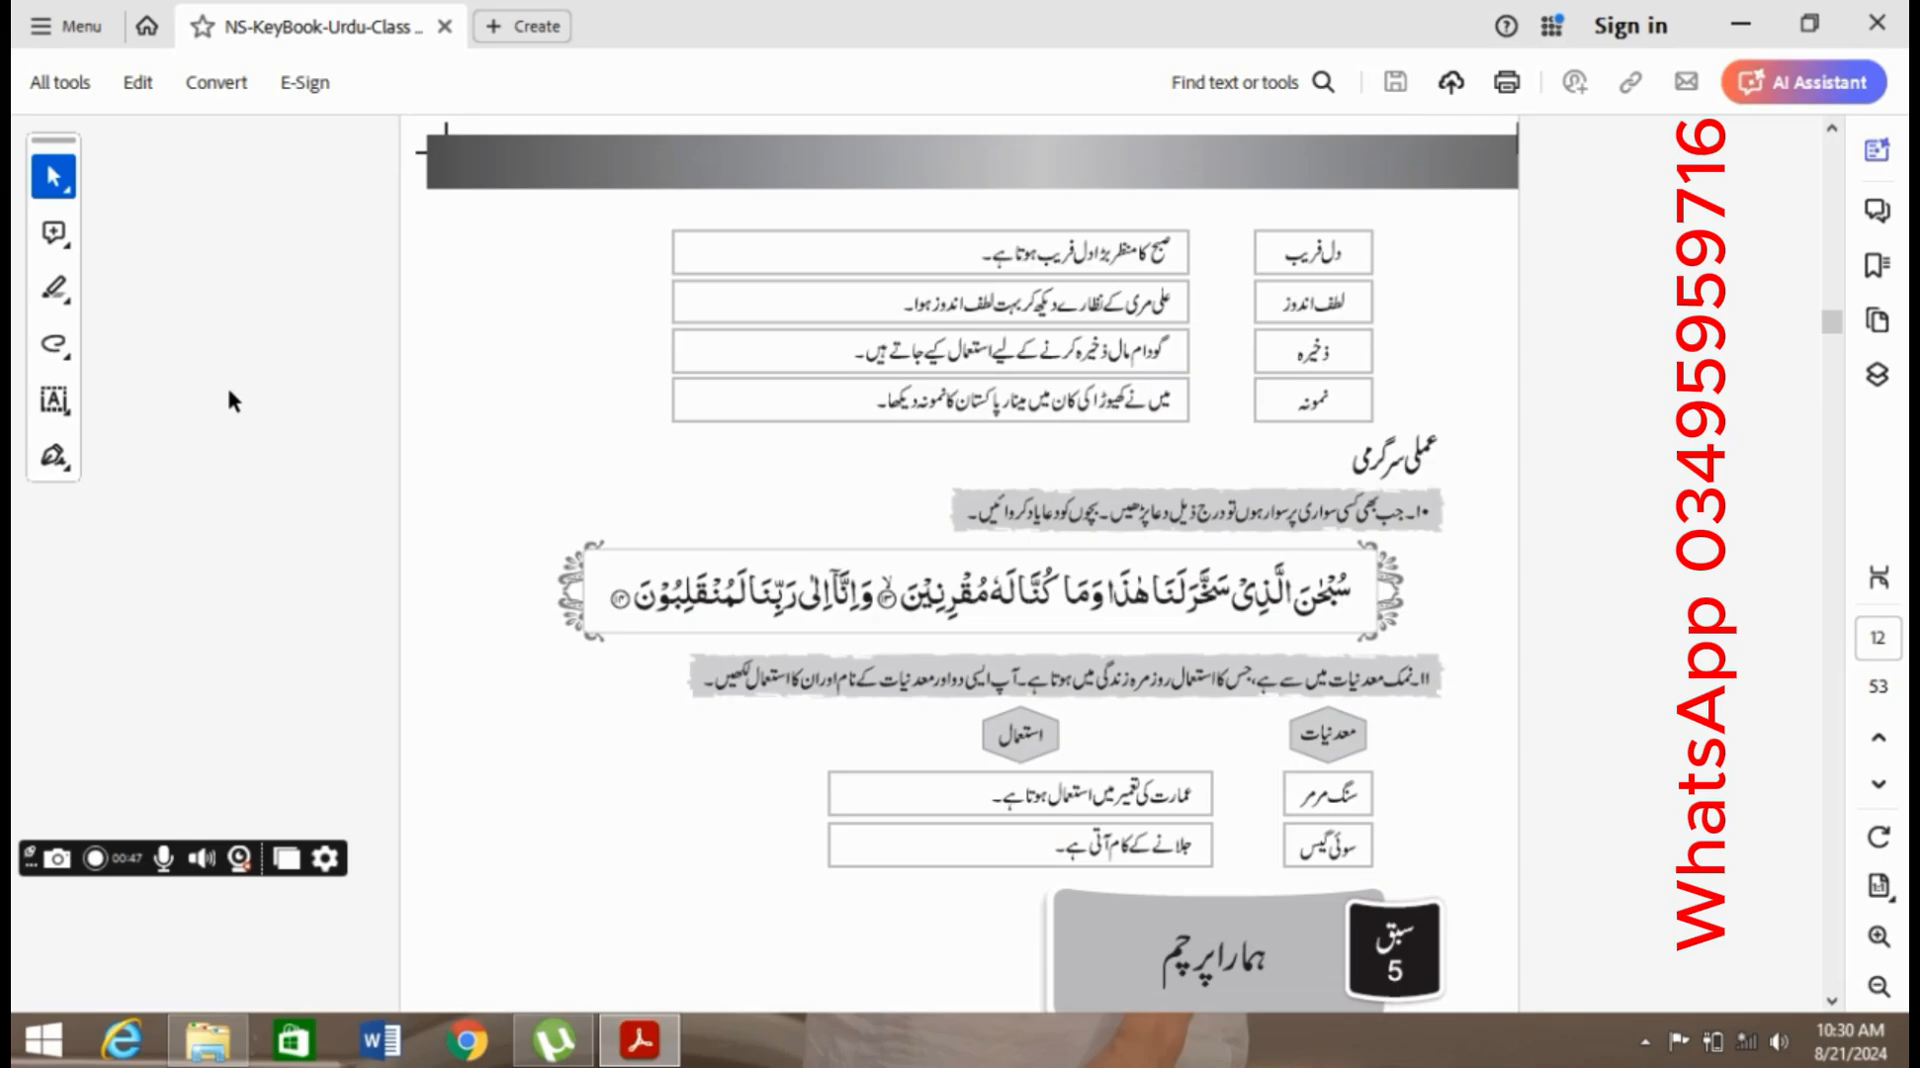 Menu
NS-KeyBook-Urdu-Class ...
Create
Sign in
All tools
Edit
Convert
E-Sign
Find text or tools
AI Assistant
دل فریب
صبح کا منظر بڑا دل فریب ہوتا ہے۔
لطف اندوز
علی مری کے نظارے دیکھ کر بہت لطف اندوز ہوا۔
ذخیرہ
گودام مال ذخیرہ کرنے کے لیے استعمال کیے جاتے ہیں۔
نمونہ
میں نے کھیوڑا کی کان میں مینار پاکستان کا نمونہ دیکھا۔
عملی سرگرمی
۱۰۔ جب بھی کسی سواری پر سوار ہوں تو درج ذیل دعا پڑھیں۔ بچوں کو دعا یاد کروائیں۔
سُبْحٰنَ الَّذِیْ سَخَّرَ لَنَا هٰذَا وَمَا كُنَّا لَهٗ مُقْرِنِیْنَ ۙ﴿۱۳﴾ وَاِنَّاۤ اِلٰی رَبِّنَا لَمُنْقَلِبُوْنَ ﴿۱۴﴾
۱۱۔ نمک معدنیات میں سے ہے، جس کا استعمال روز مرہ زندگی میں ہوتا ہے۔ آپ ایسی دو اور معدنیات کے نام اور ان کا استعمال لکھیں۔
معدنیات
استعمال
سنگ مرمر
عمارت کی تعمیر میں استعمال ہوتا ہے۔
سوئی گیس
جلانے کے کام آتی ہے۔
سبق
5
ہمارا پرچم
WhatsApp 03495959716
12
53
00:47
10:30 AM
8/21/2024